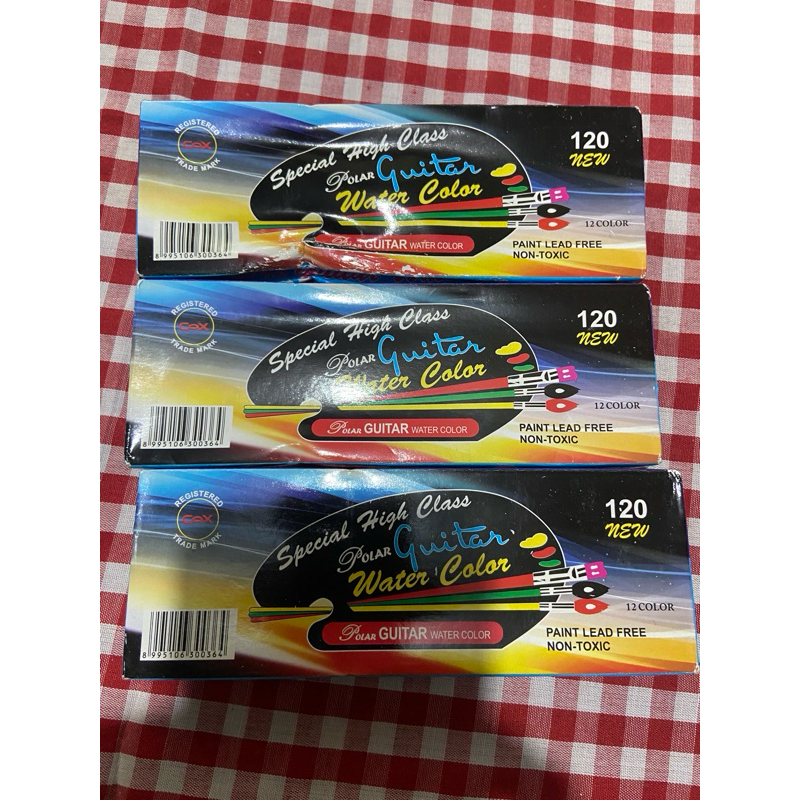 REGISTERED
COX
TRADE MARK
Special High Class
POLAR Guitar
Water Color
POLAR GUITAR WATER COLOR
120
NEW
12 COLOR
PAINT LEAD FREE
NON-TOXIC
8 995106 300364
REGISTERED
COX
TRADE MARK
Special High Class
POLAR Guitar
Water Color
POLAR GUITAR WATER COLOR
120
NEW
12 COLOR
PAINT LEAD FREE
NON-TOXIC
8 995106 300364
REGISTERED
COX
TRADE MARK
Special High Class
POLAR Guitar
Water Color
POLAR GUITAR WATER COLOR
120
NEW
12 COLOR
PAINT LEAD FREE
NON-TOXIC
8 995106 300364